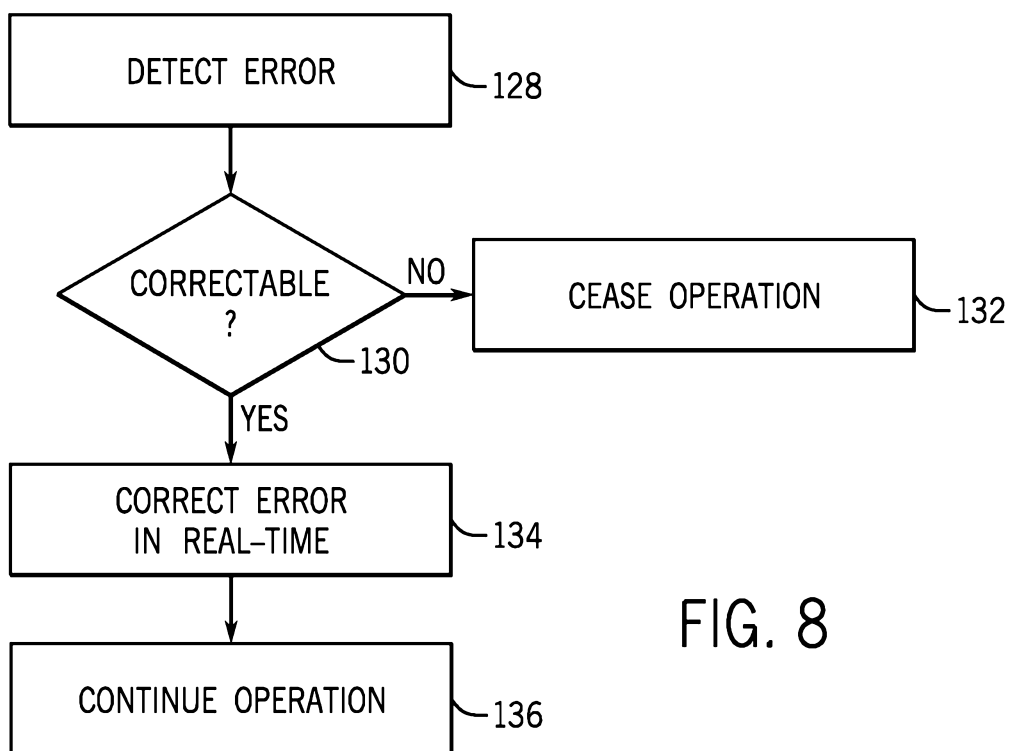 DETECT ERROR
128
CORRECTABLE
?
130
NO
CEASE OPERATION
132
YES
CORRECT ERROR
IN REAL-TIME
134
CONTINUE OPERATION
136
FIG. 8